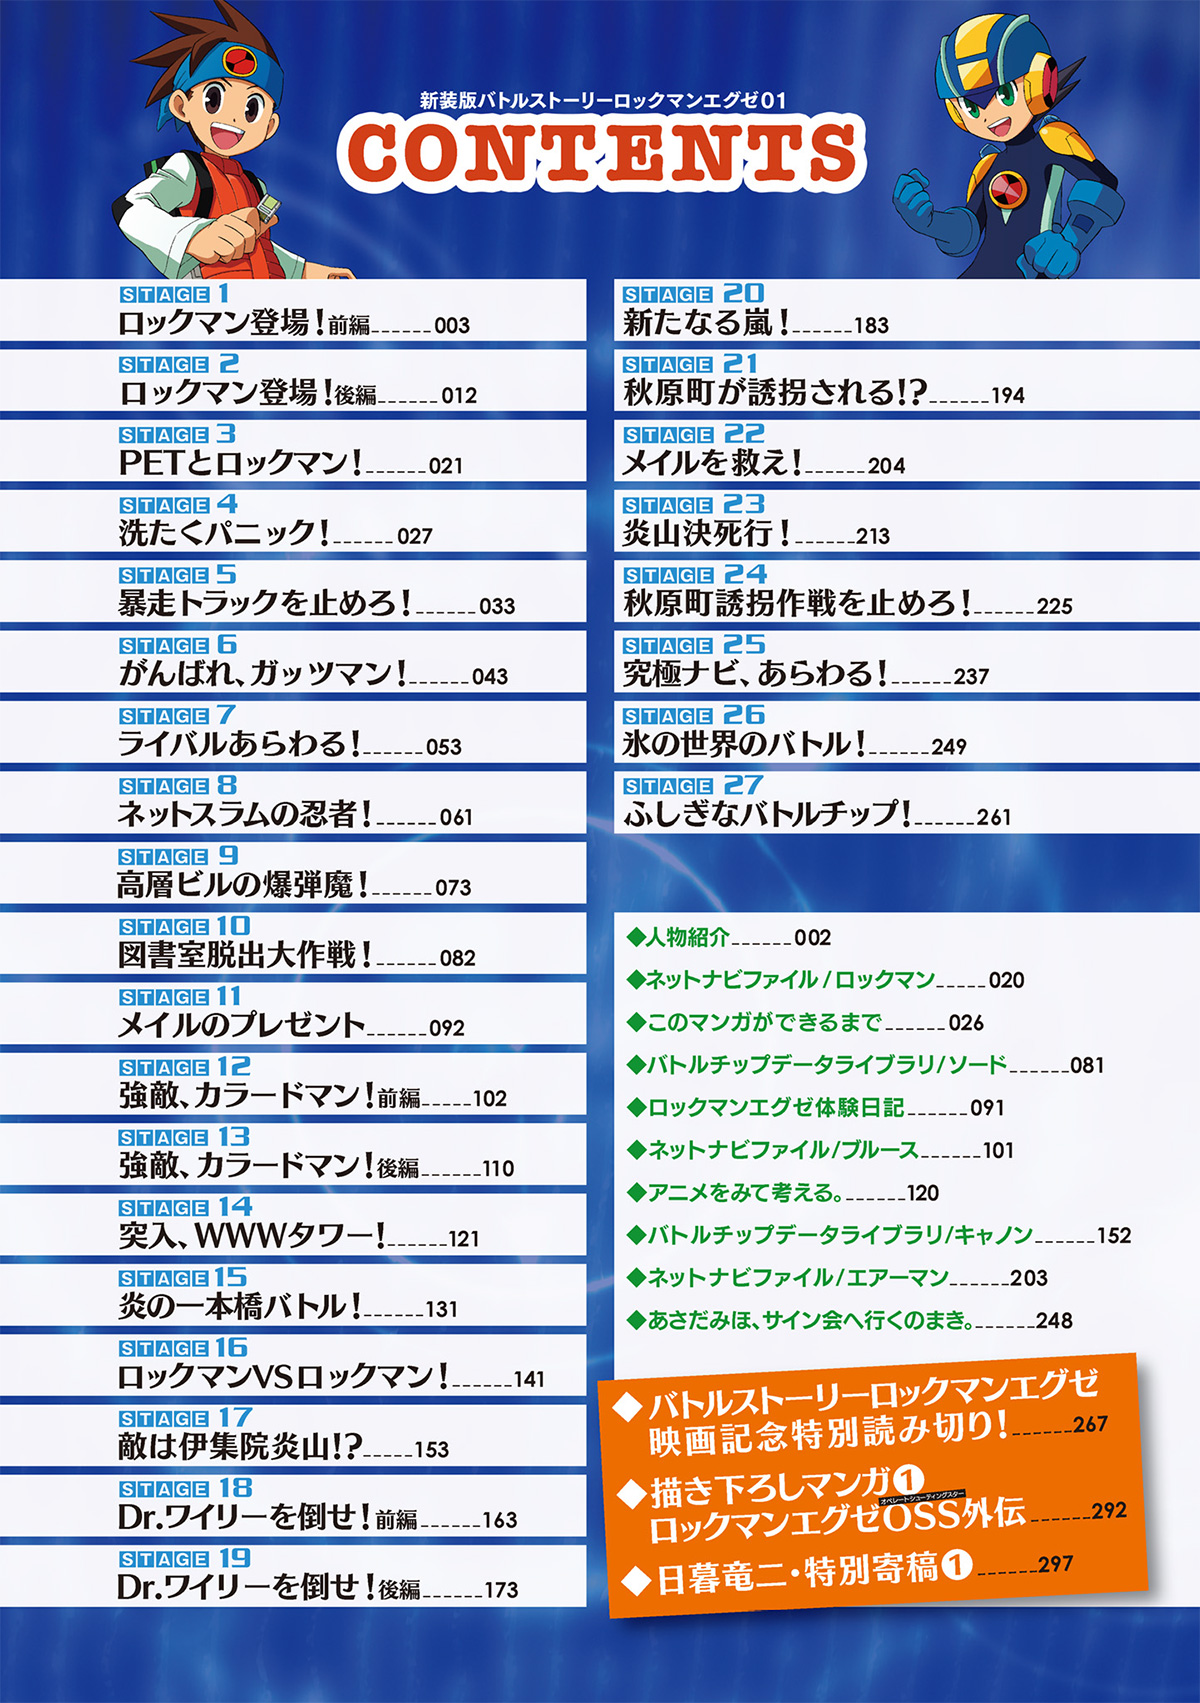 新装版バトルストーリーロックマンエグゼ01
CONTENTS
STAGE 1
ロックマン登場!前編______003
STAGE 2
ロックマン登場!後編______012
STAGE 3
PETとロックマン!______021
STAGE 4
洗たくパニック!______027
STAGE 5
暴走トラックを止めろ!______033
STAGE 6
がんばれ、ガッツマン!______043
STAGE 7
ライバルあらわる!______053
STAGE 8
ネットスラムの忍者!______061
STAGE 9
高層ビルの爆弾魔!______073
STAGE 10
図書室脱出大作戦!______082
STAGE 11
メイルのプレゼント______092
STAGE 12
強敵、カラードマン!前編_____102
STAGE 13
強敵、カラードマン!後編______110
STAGE 14
突入、WWWタワー!______121
STAGE 15
炎の一本橋バトル!______131
STAGE 16
ロックマンVSロックマン!______141
STAGE 17
敵は伊集院炎山!?_____153
STAGE 18
Dr.ワイリーを倒せ!前編______163
STAGE 19
Dr.ワイリーを倒せ!後編______173
STAGE 20
新たなる嵐!______183
STAGE 21
秋原町が誘拐される!?______194
STAGE 22
メイルを救え!______204
STAGE 23
炎山決死行!______213
STAGE 24
秋原町誘拐作戦を止めろ!______225
STAGE 25
究極ナビ、あらわる!______237
STAGE 26
氷の世界のバトル!______249
STAGE 27
ふしぎなバトルチップ!______261
◆人物紹介______002
◆ネットナビファイル/ロックマン_____020
◆このマンガができるまで______026
◆バトルチップデータライブラリ/ソード______081
◆ロックマンエグゼ体験日記______091
◆ネットナビファイル/ブルース______101
◆アニメをみて考える。______120
◆バトルチップデータライブラリ/キャノン______152
◆ネットナビファイル/エアーマン______203
◆あさだみほ、サイン会へ行くのまき。______248
◆バトルストーリーロックマンエグゼ
映画記念特別読み切り!______267
◆描き下ろしマンガ1
オペレートシューティングスター
ロックマンエグゼOSS外伝______292
◆日暮竜二・特別寄稿1______297